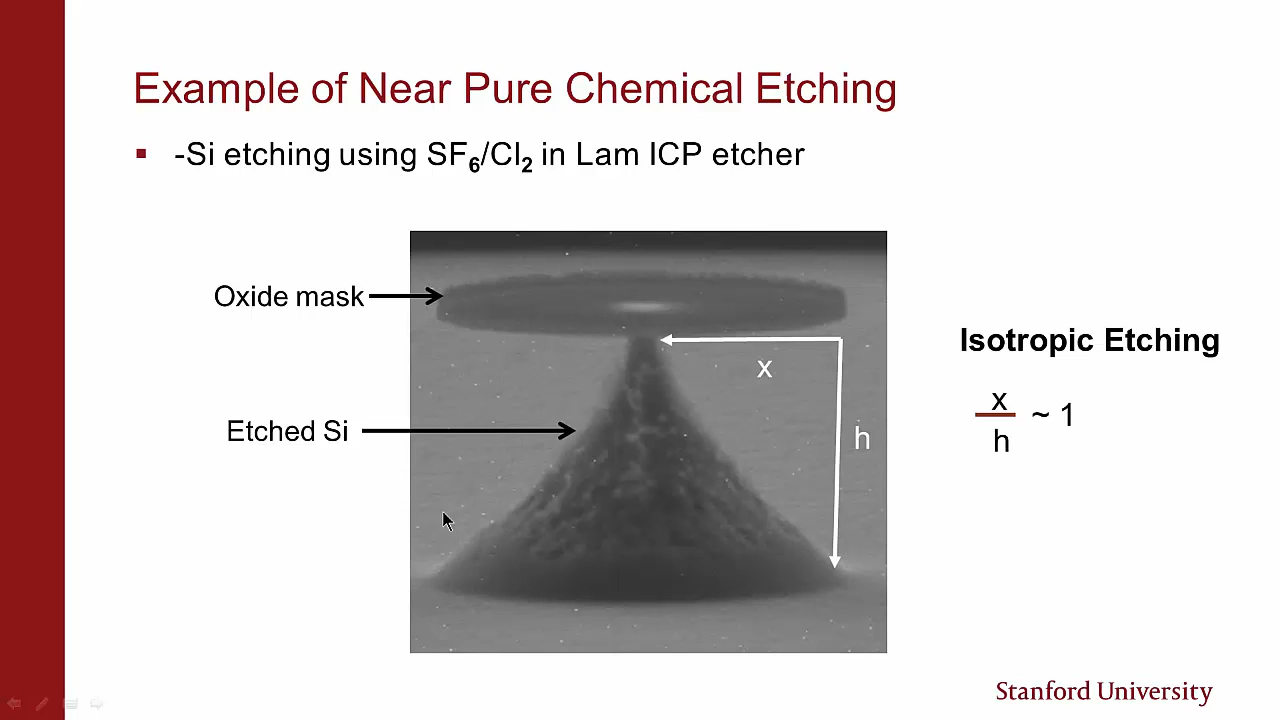 Example of Near Pure Chemical Etching
-Si etching using SF6/Cl2 in Lam ICP etcher
Oxide mask
x
Isotropic Etching
x
h
~ 1
Etched Si
h
Stanford University